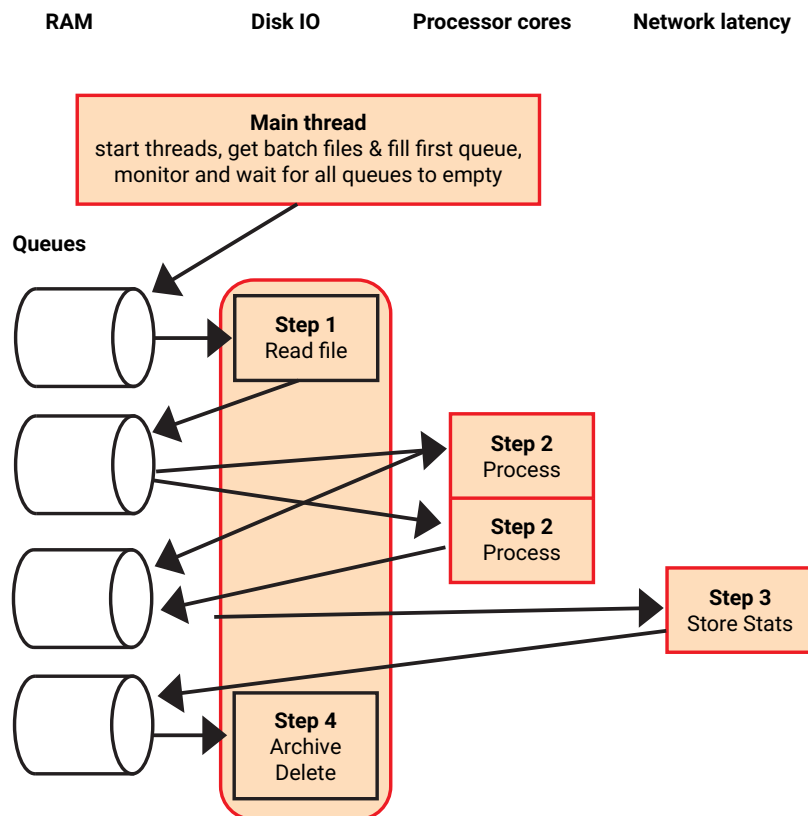 RAM
Disk IO
Processor cores
Network latency
Main thread
start threads, get batch files & fill first queue,
monitor and wait for all queues to empty
Queues
Step 1
Read file
Step 2
Process
Step 2
Process
Step 3
Store Stats
Step 4
Archive
Delete